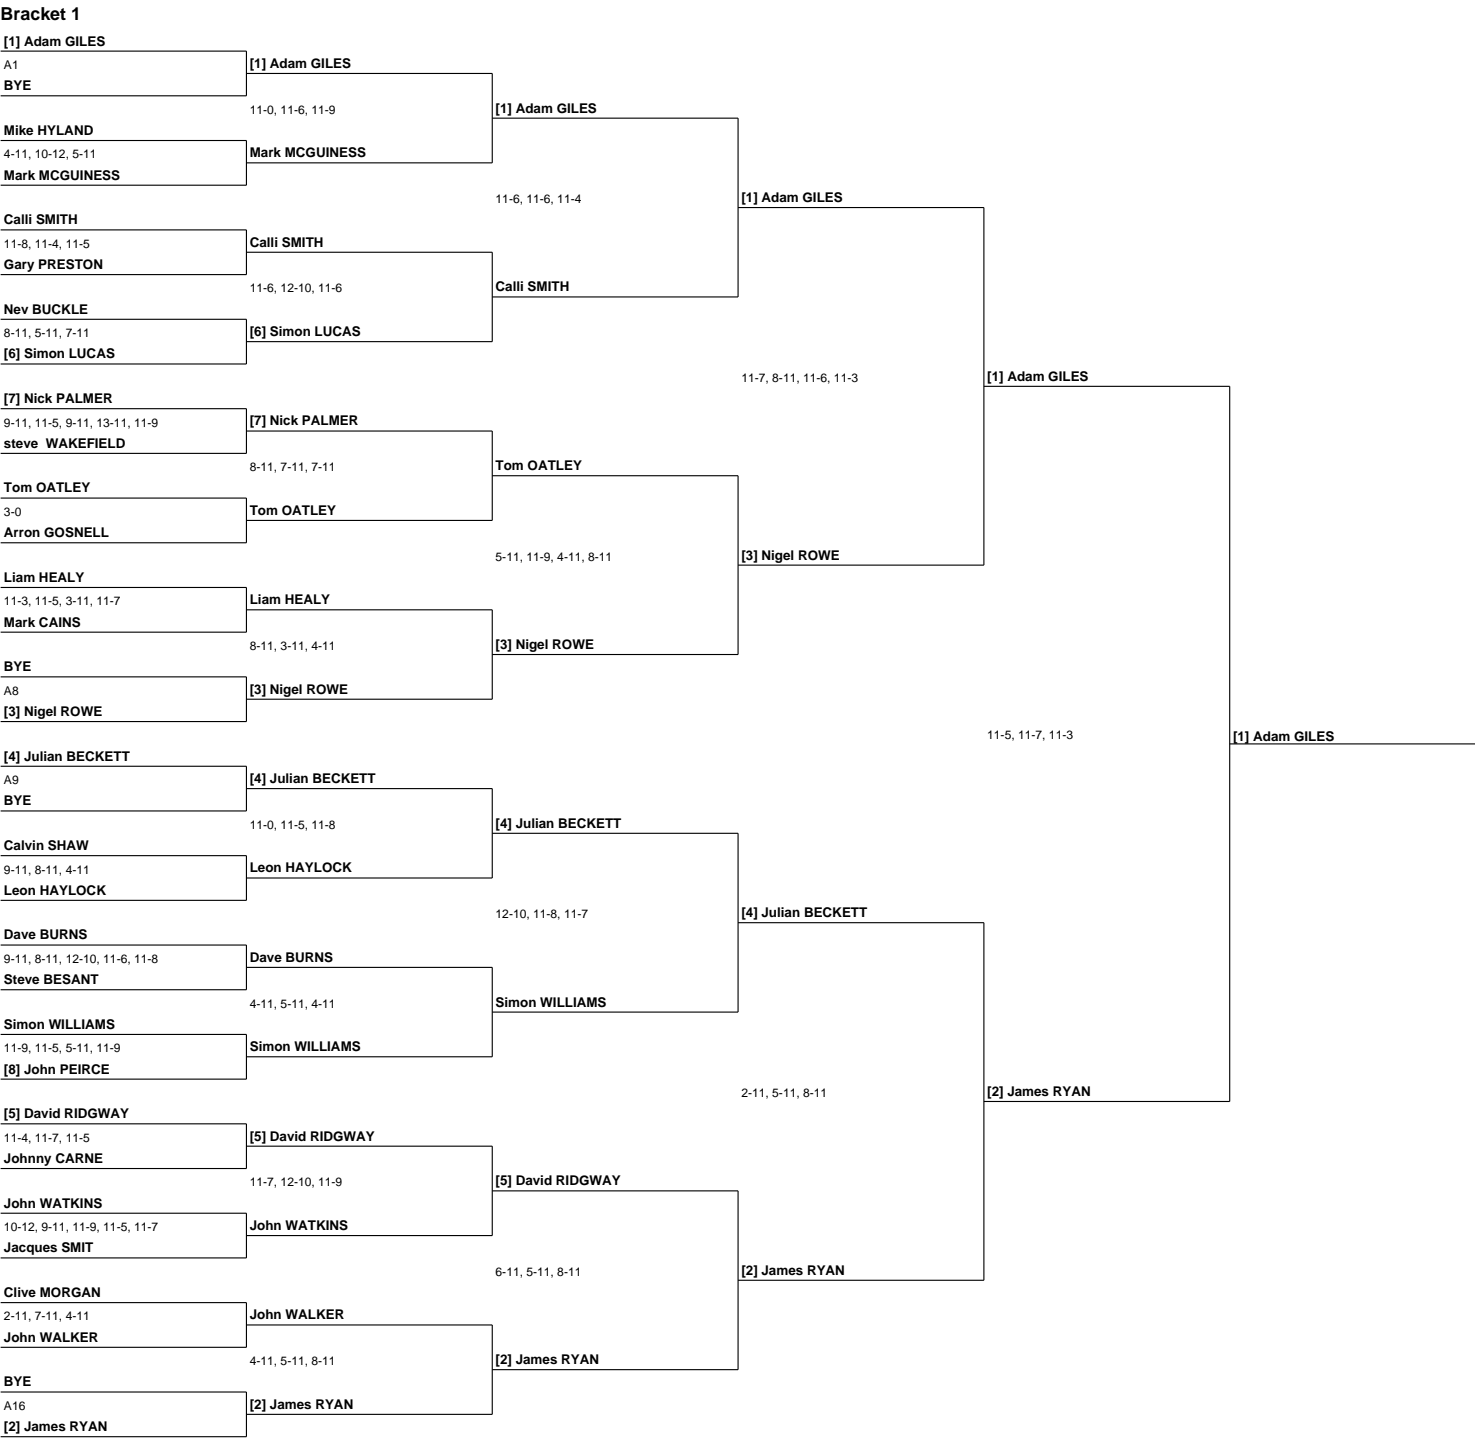 Bracket 1
[1] Adam GILES
A1
BYE
Mike HYLAND
4-11, 10-12, 5-11
Mark MCGUINESS
Calli SMITH
11-8, 11-4, 11-5
Gary PRESTON
Nev BUCKLE
8-11, 5-11, 7-11
[6] Simon LUCAS
[7] Nick PALMER
9-11, 11-5, 9-11, 13-11, 11-9
steve  WAKEFIELD
Tom OATLEY
3-0
Arron GOSNELL
Liam HEALY
11-3, 11-5, 3-11, 11-7
Mark CAINS
BYE
A8
[3] Nigel ROWE
[4] Julian BECKETT
A9
BYE
Calvin SHAW
9-11, 8-11, 4-11
Leon HAYLOCK
Dave BURNS
9-11, 8-11, 12-10, 11-6, 11-8
Steve BESANT
Simon WILLIAMS
11-9, 11-5, 5-11, 11-9
[8] John PEIRCE
[5] David RIDGWAY
11-4, 11-7, 11-5
Johnny CARNE
John WATKINS
10-12, 9-11, 11-9, 11-5, 11-7
Jacques SMIT
Clive MORGAN
2-11, 7-11, 4-11
John WALKER
BYE
A16
[2] James RYAN
[1] Adam GILES
11-0, 11-6, 11-9
Mark MCGUINESS
Calli SMITH
11-6, 12-10, 11-6
[6] Simon LUCAS
[7] Nick PALMER
8-11, 7-11, 7-11
Tom OATLEY
Liam HEALY
8-11, 3-11, 4-11
[3] Nigel ROWE
[4] Julian BECKETT
11-0, 11-5, 11-8
Leon HAYLOCK
Dave BURNS
4-11, 5-11, 4-11
Simon WILLIAMS
[5] David RIDGWAY
11-7, 12-10, 11-9
John WATKINS
John WALKER
4-11, 5-11, 8-11
[2] James RYAN
[1] Adam GILES
11-6, 11-6, 11-4
Calli SMITH
Tom OATLEY
5-11, 11-9, 4-11, 8-11
[3] Nigel ROWE
[4] Julian BECKETT
12-10, 11-8, 11-7
Simon WILLIAMS
[5] David RIDGWAY
6-11, 5-11, 8-11
[2] James RYAN
[1] Adam GILES
11-7, 8-11, 11-6, 11-3
[3] Nigel ROWE
[4] Julian BECKETT
2-11, 5-11, 8-11
[2] James RYAN
[1] Adam GILES
11-5, 11-7, 11-3
[2] James RYAN
[1] Adam GILES